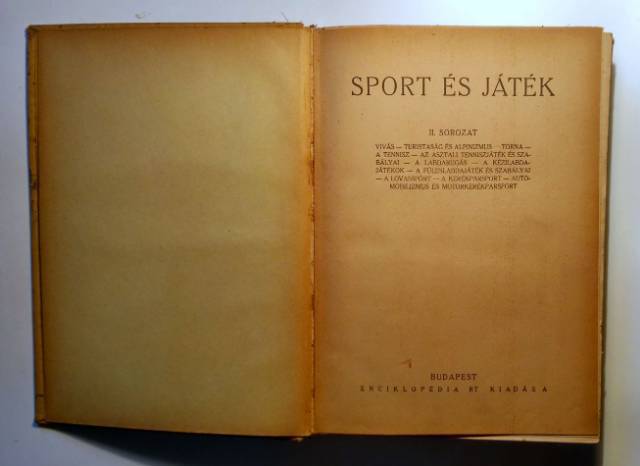 SPORT ÉS JÁTÉK
II. SOROZAT
VIVÁS — TURISTASÁG ÉS ALPINIZMUS — TORNA —
A TENNISZ — AZ ASZTALI TENNISZJÁTÉK ÉS SZA-
BÁLYAI — A LABDARUGÁS — A KÉZILABDA-
JÁTÉKOK — A FÜLESLABDAJÁTÉK ÉS SZABÁLYAI
— A LOVASSPORT — A KERÉKPÁRSPORT — AUTO-
MOBILIZMUS ÉS MOTORKERÉKPÁRSPORT
BUDAPEST
ENCIKLOPÉDIA RT KIADÁSA